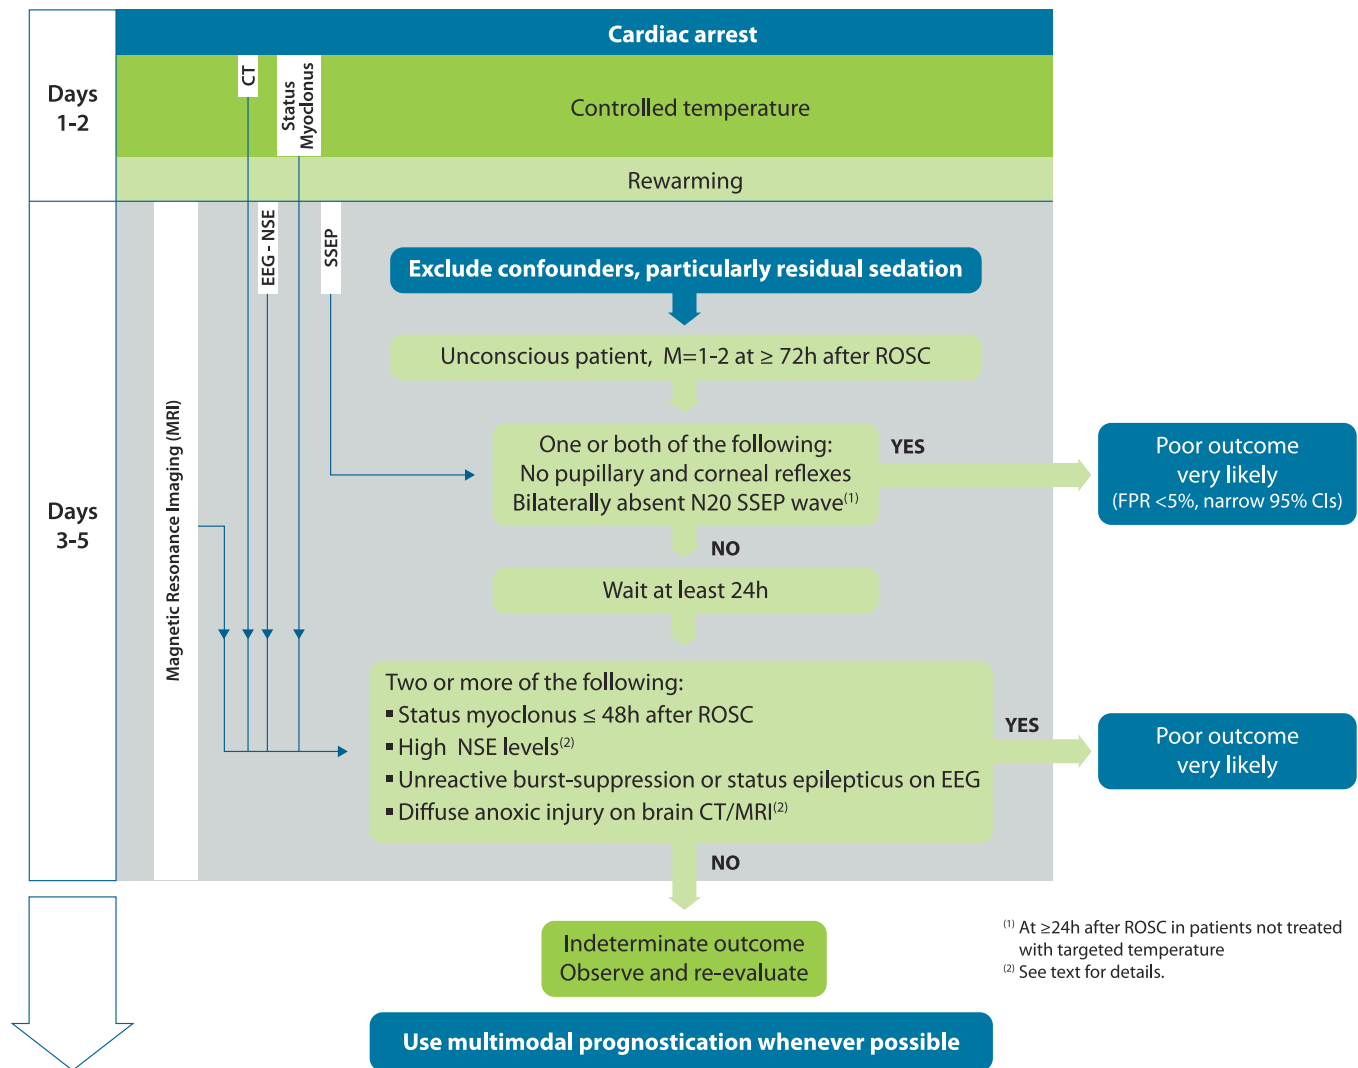 Cardiac arrest
Days
1-2
CT
Status
Myoclonus
Controlled temperature
Rewarming
Days
3-5
Magnetic Resonance Imaging (MRI)
EEG - NSE
SSEP
Exclude confounders, particularly residual sedation
Unconscious patient, M=1-2 at ≥ 72h after ROSC
One or both of the following:
No pupillary and corneal reflexes
Bilaterally absent N20 SSEP wave(1)
YES
Poor outcome
very likely
(FPR <5%, narrow 95% CIs)
NO
Wait at least 24h
Two or more of the following:
▪ Status myoclonus ≤ 48h after ROSC
▪ High NSE levels(2)
▪ Unreactive burst-suppression or status epilepticus on EEG
▪ Diffuse anoxic injury on brain CT/MRI(2)
YES
Poor outcome
very likely
NO
Indeterminate outcome
Observe and re-evaluate
(1) At ≥24h after ROSC in patients not treated
with targeted temperature
(2) See text for details.
Use multimodal prognostication whenever possible